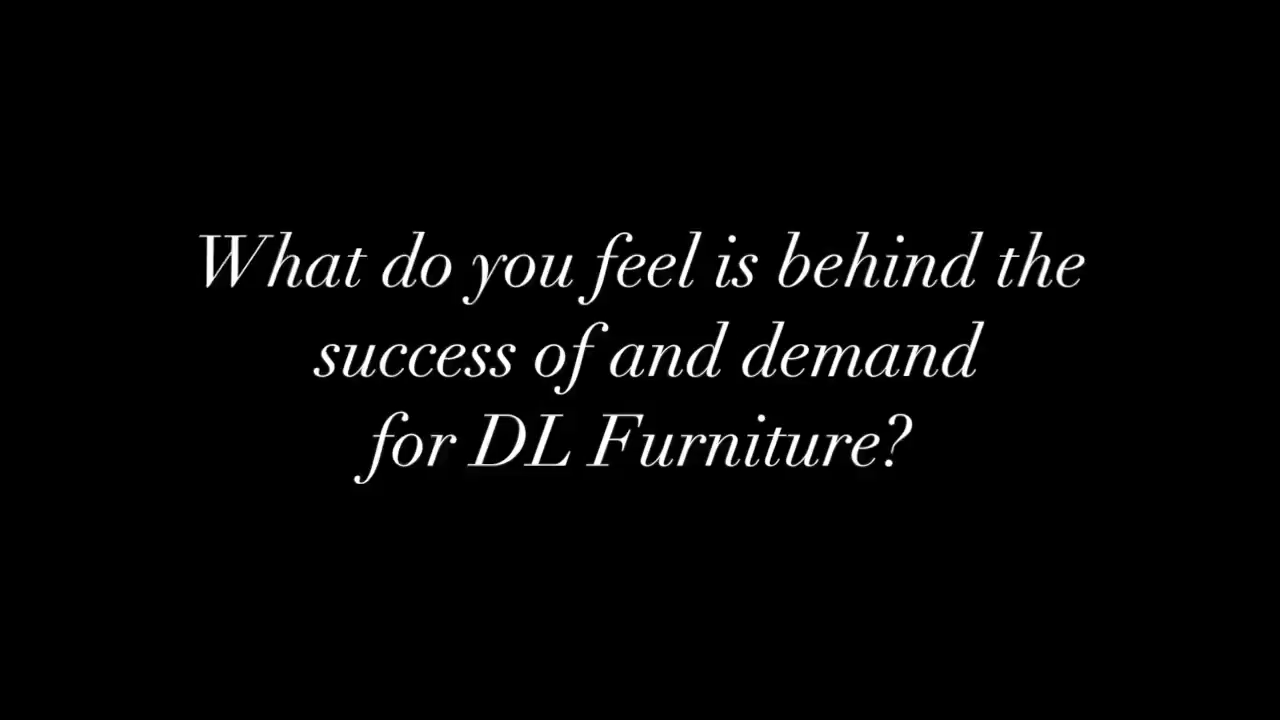 What do you feel is behind the
success of and demand
for DL Furniture?